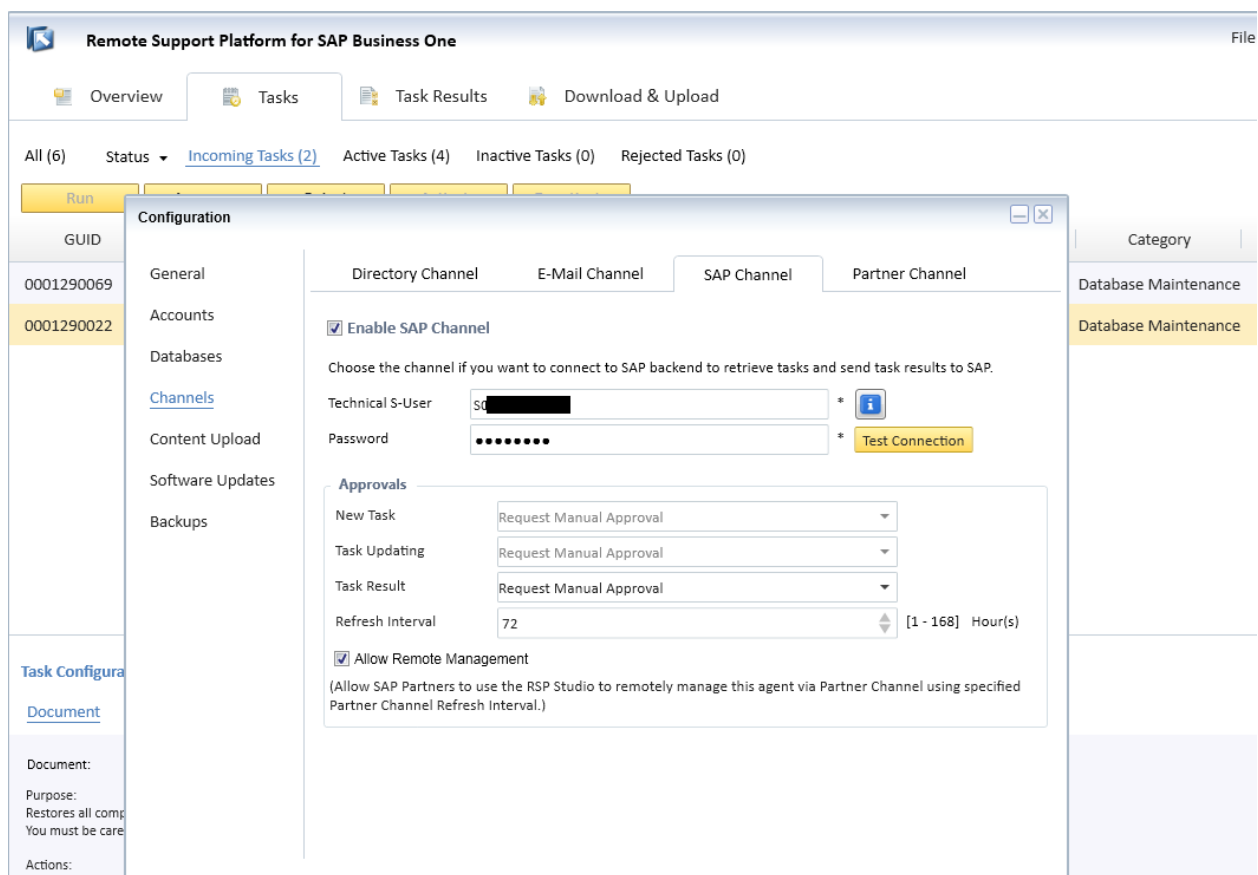 Remote Support Platform for SAP Business One
File
Overview
Tasks
Task Results
Download & Upload
All (6)
Status
Incoming Tasks (2)
Active Tasks (4)
Inactive Tasks (0)
Rejected Tasks (0)
Run
Configuration
GUID
Category
0001290069
Database Maintenance
0001290022
Database Maintenance
General
Accounts
Databases
Channels
Content Upload
Software Updates
Backups
Directory Channel
E-Mail Channel
SAP Channel
Partner Channel
Enable SAP Channel
Choose the channel if you want to connect to SAP backend to retrieve tasks and send task results to SAP.
Technical S-User
S0
*
Password
••••••••
*
Test Connection
Approvals
New Task
Request Manual Approval
Task Updating
Request Manual Approval
Task Result
Request Manual Approval
Refresh Interval
72
[1 - 168] Hour(s)
Allow Remote Management
(Allow SAP Partners to use the RSP Studio to remotely manage this agent via Partner Channel using specified
Partner Channel Refresh Interval.)
Task Configura
Document
Document:
Purpose:
Restores all comp
You must be care
Actions: